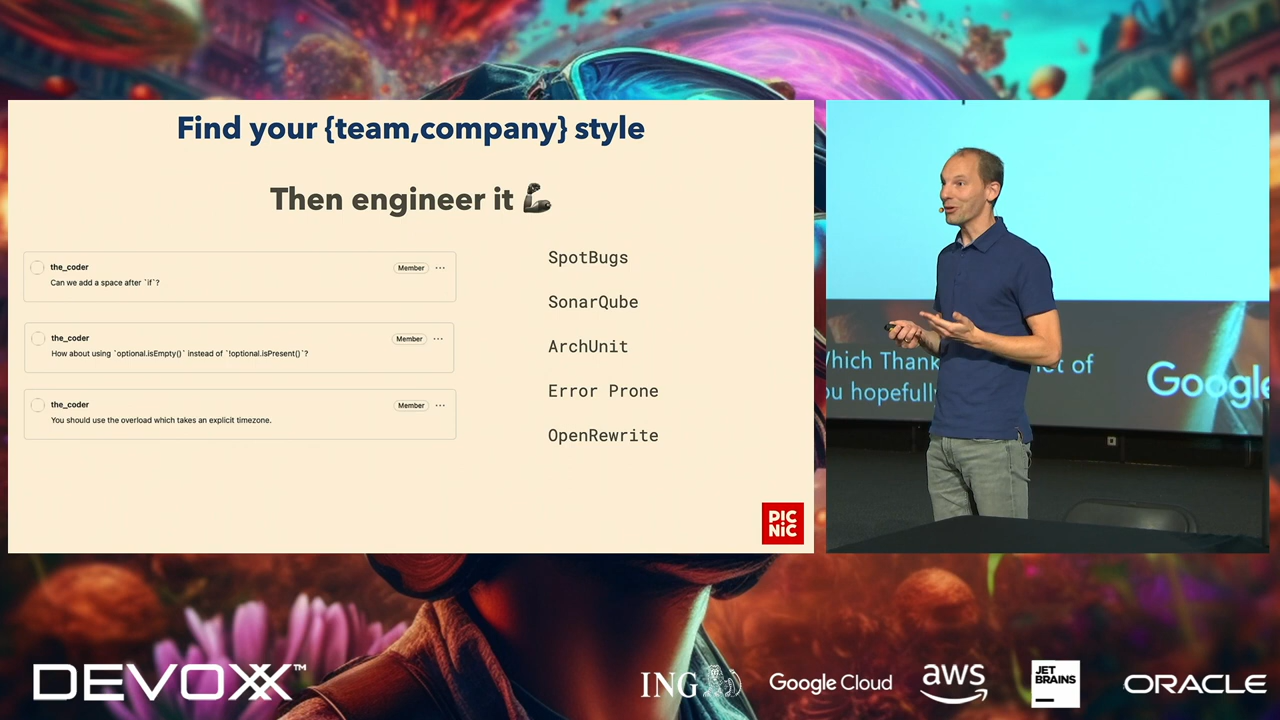 Find your {team,company} style
Then engineer it 💪
the_coder
Member
Can we add a space after `if`?
the_coder
Member
How about using `optional.isEmpty()` instead of `!optional.isPresent()`?
the_coder
Member
You should use the overload which takes an explicit timezone.
SpotBugs
SonarQube
ArchUnit
Error Prone
OpenRewrite
PIC
NIC
Which Thank of
hopefully
Google
DEVOXX™
ING
Google Cloud
aws
JET
BRAINS
ORACLE